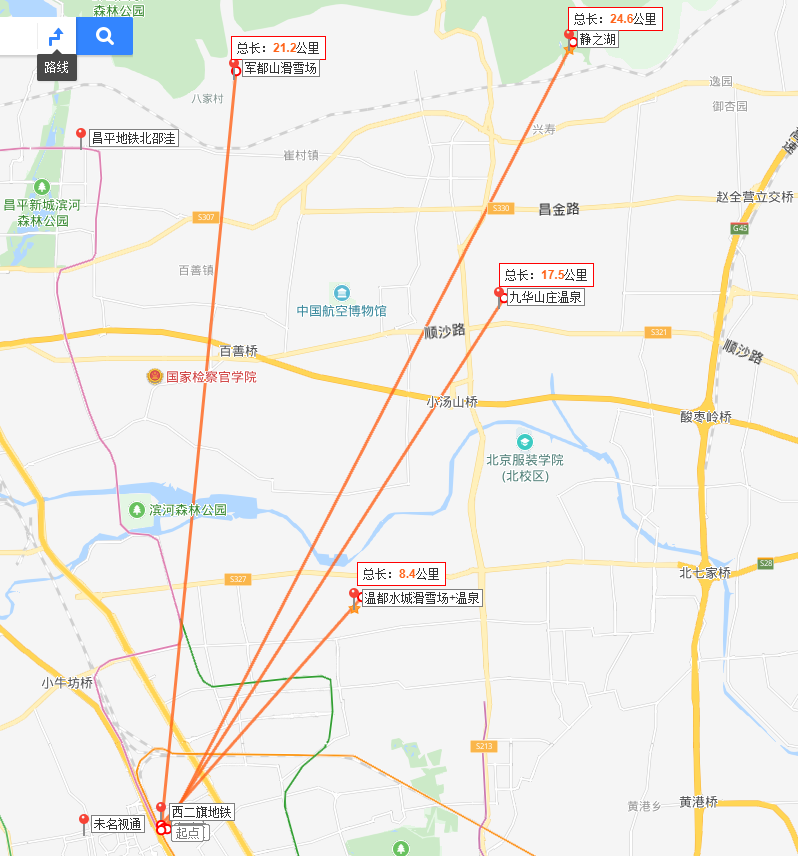 森林公园
路线
总长：24.6公里
静之湖
总长：21.2公里
军都山滑雪场
八家村
逸园
御杏园
兴寿
高速
昌平地铁北邵洼
崔村镇
昌平新城滨河
森林公园
S307
S330
昌金路
赵全营立交桥
G45
百善镇
总长：17.5公里
九华山庄温泉
中国航空博物馆
顺沙路
S321
顺沙路
百善桥
国家检察官学院
小汤山桥
酸枣岭桥
北京服装学院
(北校区)
滨河森林公园
总长：8.4公里
S327
温都水城滑雪场+温泉
北七家桥
S28
小牛坊桥
S213
西二旗地铁
未名视通
起点
黄港乡
黄港桥